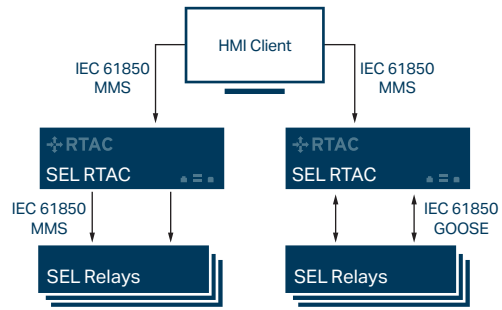 HMI Client
IEC 61850
MMS
IEC 61850
MMS
RTAC
SEL RTAC
RTAC
SEL RTAC
IEC 61850
MMS
IEC 61850
GOOSE
SEL Relays
SEL Relays